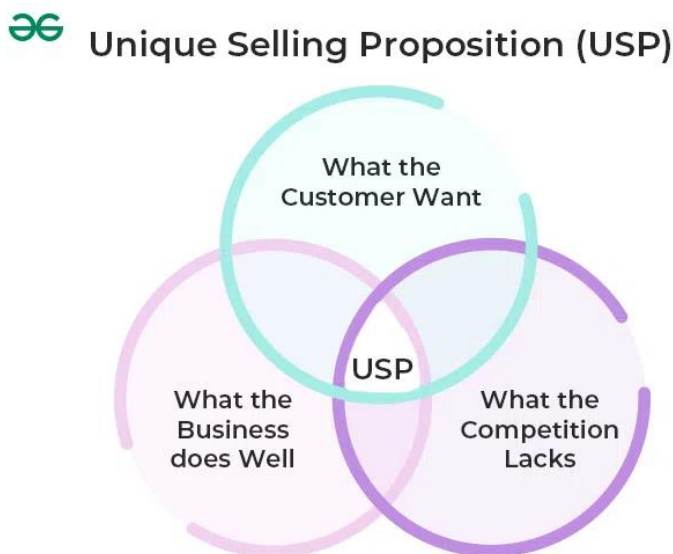 Unique Selling Proposition (USP)
What the
Customer Want
USP
What the
Business
does Well
What the
Competition
Lacks